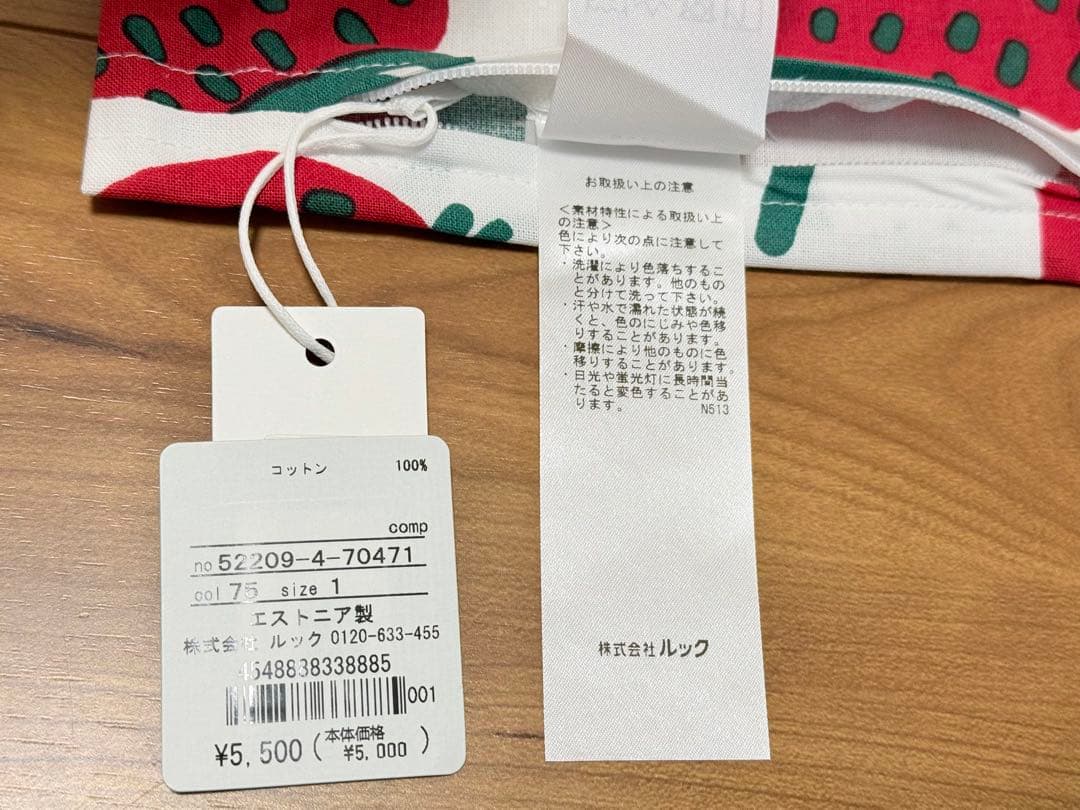 コットン 100%
comp
no 52209-4-70471
col 75 size 1
エストニア製
株式会社 ルック 0120-633-455
4548838338885
001
¥5,500 (本体価格 ¥5,000)
お取扱い上の注意
<素材特性による取扱い上
の注意>
色により次の点に注意して
下さい。
・洗濯により色落ちするこ
とがあります。他のもの
と分けて洗って下さい。
・汗や水で濡れた状態が続
くと、色のにじみや色移
りすることがあります。
・摩擦により他のものに色
移りすることがあります。
・日光や蛍光灯に長時間当
たると変色することがあ
ります。 N513
株式会社 ルック